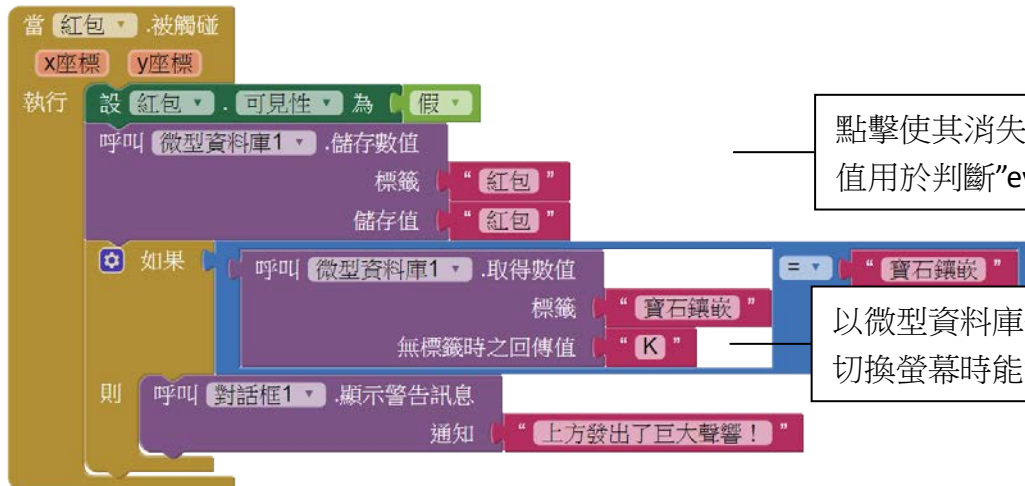 當 紅包 .被觸碰
x座標 y座標
執行 設 紅包 . 可見性 為 假
呼叫 微型資料庫1 .儲存數值
標籤 “ 紅包 ”
儲存值 “ 紅包 ”
如果 呼叫 微型資料庫1 .取得數值 = “ 寶石鑲嵌 ”
標籤 “ 寶石鑲嵌 ”
無標籤時之回傳值 “ K ”
則 呼叫 對話框1 .顯示警告訊息
通知 “ 上方發出了巨大聲響！ ”
點擊使其消失
值用於判斷”ev
以微型資料庫
切換螢幕時能